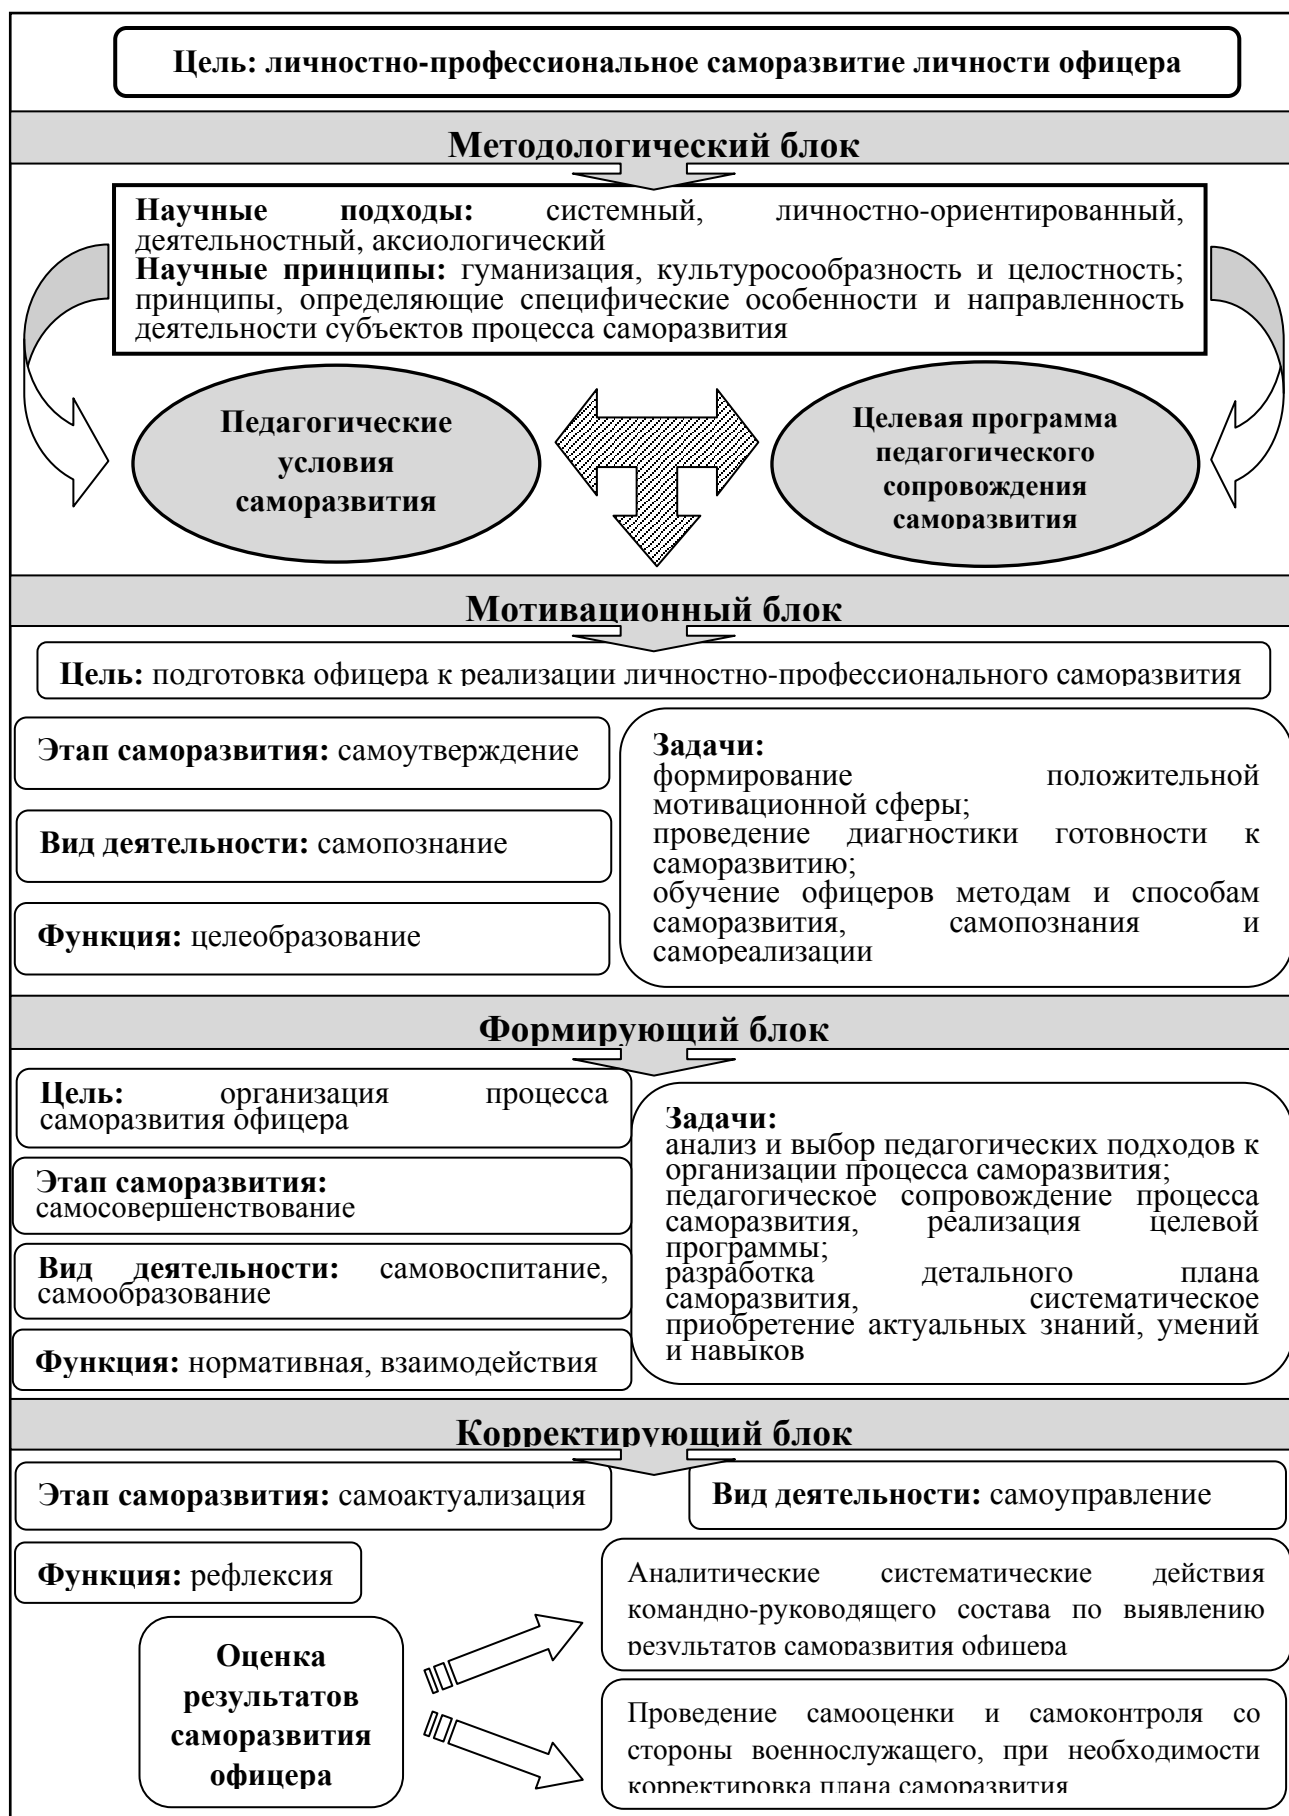 Цель: личностно-профессиональное саморазвитие личности офицера
Методологический блок
Научные подходы: системный, личностно-ориентированный,
деятельностный, аксиологический
Научные принципы: гуманизация, культуросообразность и целостность;
принципы, определяющие специфические особенности и направленность
деятельности субъектов процесса саморазвития
Педагогические
условия
саморазвития
Целевая программа
педагогического
сопровождения
саморазвития
Мотивационный блок
Цель: подготовка офицера к реализации личностно-профессионального саморазвития
Этап саморазвития: самоутверждение
Вид деятельности: самопознание
Функция: целеобразование
Задачи:
формирование положительной
мотивационной сферы;
проведение диагностики готовности к
саморазвитию;
обучение офицеров методам и способам
саморазвития, самопознания и
самореализации
Формирующий блок
Цель: организация процесса
саморазвития офицера
Этап саморазвития:
самосовершенствование
Вид деятельности: самовоспитание,
самообразование
Функция: нормативная, взаимодействия
Задачи:
анализ и выбор педагогических подходов к
организации процесса саморазвития;
педагогическое сопровождение процесса
саморазвития, реализация целевой
программы;
разработка детального плана
саморазвития, систематическое
приобретение актуальных знаний, умений
и навыков
Корректирующий блок
Этап саморазвития: самоактуализация
Вид деятельности: самоуправление
Функция: рефлексия
Оценка
результатов
саморазвития
офицера
Аналитические систематические действия
командно-руководящего состава по выявлению
результатов саморазвития офицера
Проведение самооценки и самоконтроля со
стороны военнослужащего, при необходимости
корректировка плана саморазвития